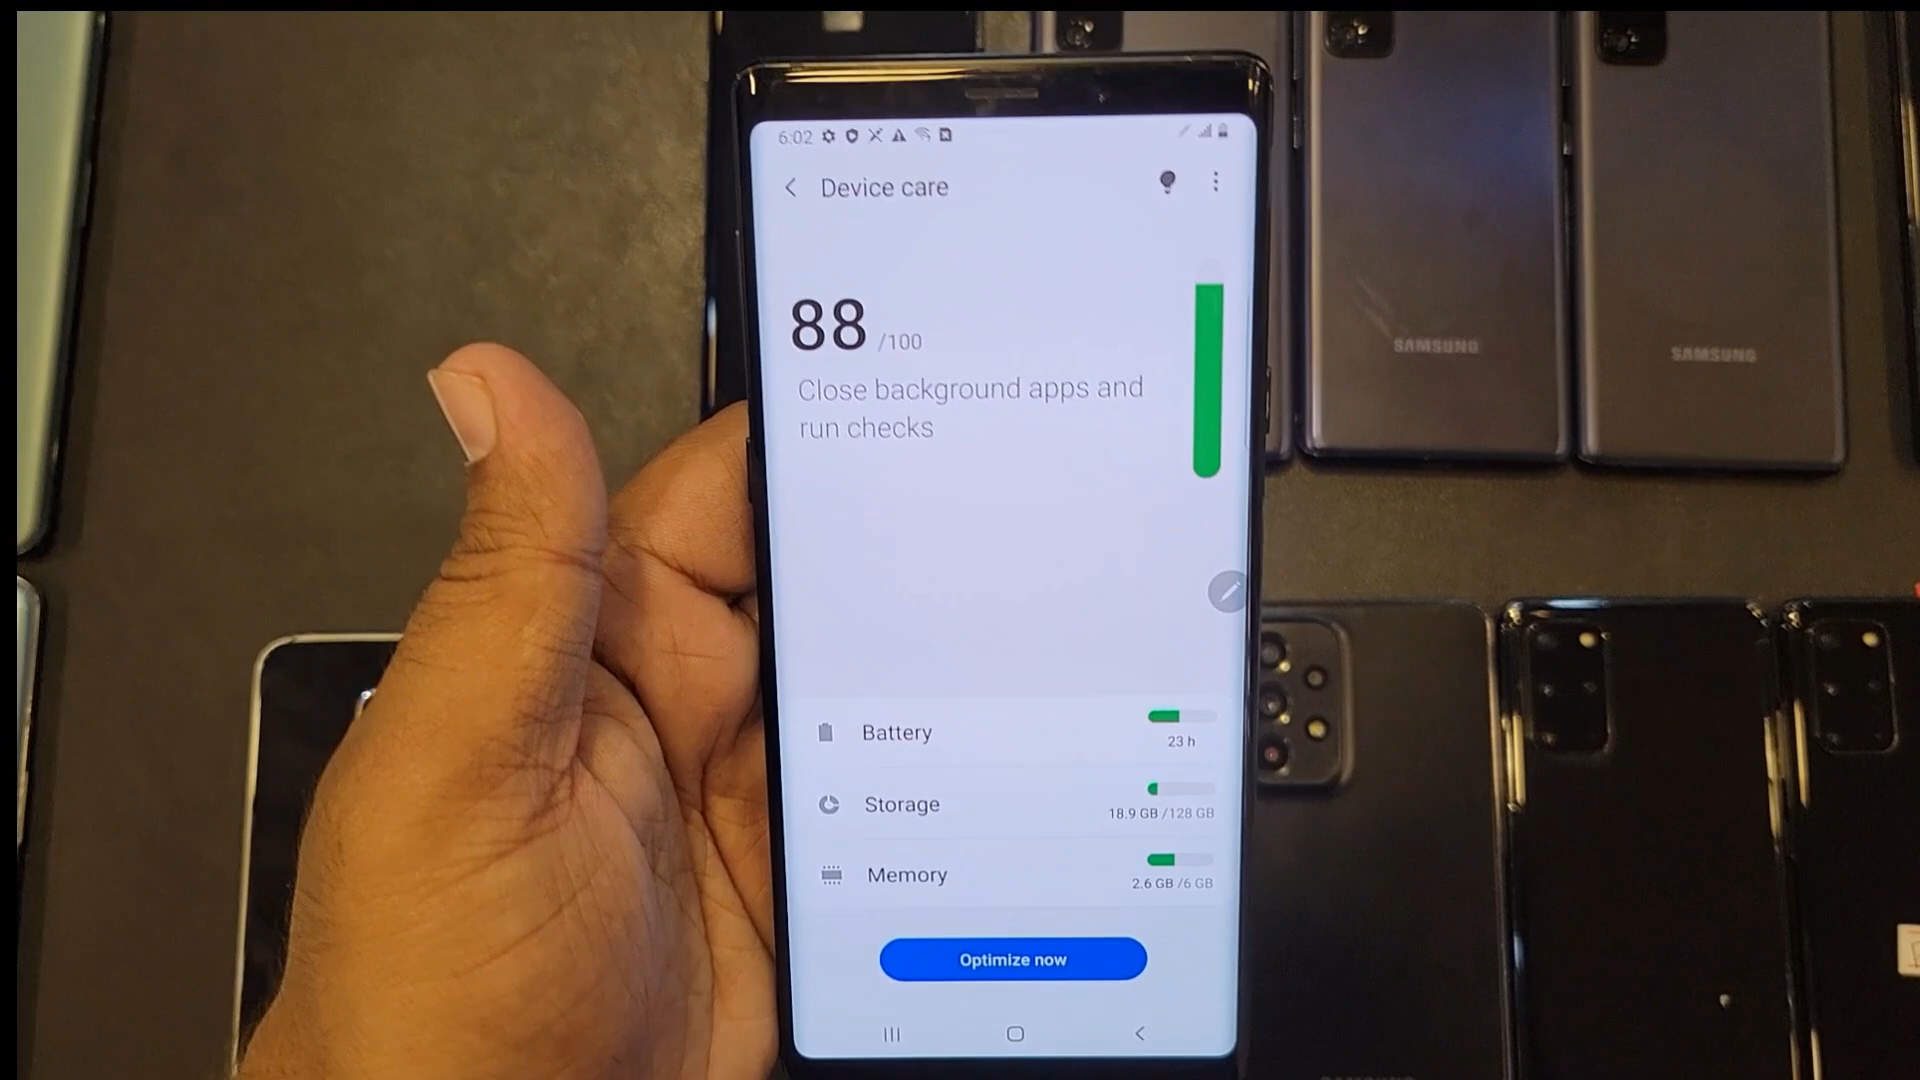 6:02
Device care
88 /100
Close background apps and
run checks
SAMSUNG
SAMSUNG
Battery
23 h
Storage
18.9 GB /128 GB
Memory
2.6 GB /6 GB
Optimize now